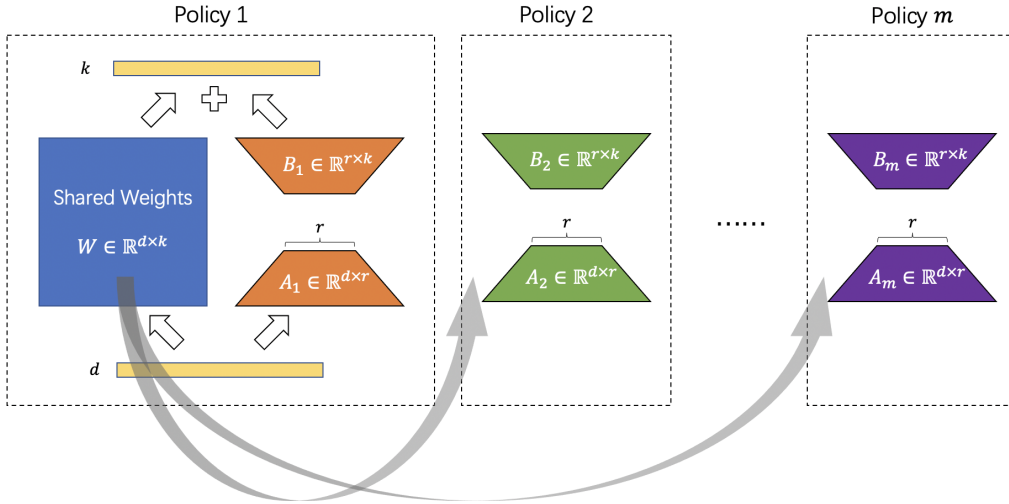 Policy 1
Policy 2
Policy m
k
Shared Weights
W ∈ ℝ^{d×k}
B_1 ∈ ℝ^{r×k}
r
A_1 ∈ ℝ^{d×r}
d
B_2 ∈ ℝ^{r×k}
r
A_2 ∈ ℝ^{d×r}
······
B_m ∈ ℝ^{r×k}
r
A_m ∈ ℝ^{d×r}